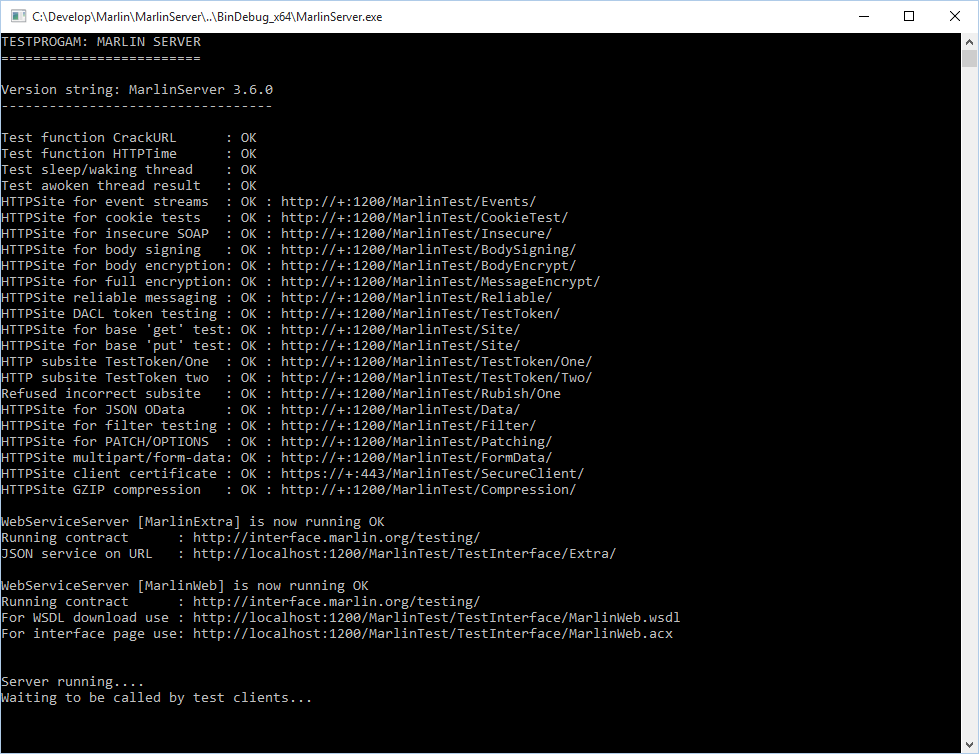 C:\Develop\Marlin\MarlinServer\..\BinDebug_x64\MarlinServer.exe
TESTPROGAM: MARLIN SERVER
=========================
Version string: MarlinServer 3.6.0
----------------------------------
Test function CrackURL      : OK
Test function HTTPTime      : OK
Test sleep/waking thread    : OK
Test awoken thread result   : OK
HTTPSite for event streams  : OK : http://+:1200/MarlinTest/Events/
HTTPSite for cookie tests   : OK : http://+:1200/MarlinTest/CookieTest/
HTTPSite for insecure SOAP  : OK : http://+:1200/MarlinTest/Insecure/
HTTPSite for body signing   : OK : http://+:1200/MarlinTest/BodySigning/
HTTPSite for body encryption: OK : http://+:1200/MarlinTest/BodyEncrypt/
HTTPSite for full encryption: OK : http://+:1200/MarlinTest/MessageEncrypt/
HTTPSite reliable messaging : OK : http://+:1200/MarlinTest/Reliable/
HTTPSite DACL token testing : OK : http://+:1200/MarlinTest/TestToken/
HTTPSite for base 'get' test: OK : http://+:1200/MarlinTest/Site/
HTTPSite for base 'put' test: OK : http://+:1200/MarlinTest/Site/
HTTP subsite TestToken/One  : OK : http://+:1200/MarlinTest/TestToken/One/
HTTP subsite TestToken two  : OK : http://+:1200/MarlinTest/TestToken/Two/
Refused incorrect subsite   : OK : http://+:1200/MarlinTest/Rubish/One
HTTPSite for JSON OData     : OK : http://+:1200/MarlinTest/Data/
HTTPSite for filter testing : OK : http://+:1200/MarlinTest/Filter/
HTTPSite for PATCH/OPTIONS  : OK : http://+:1200/MarlinTest/Patching/
HTTPSite multipart/form-data: OK : http://+:1200/MarlinTest/FormData/
HTTPSite client certificate : OK : https://+:443/MarlinTest/SecureClient/
HTTPSite GZIP compression   : OK : http://+:1200/MarlinTest/Compression/
WebServiceServer [MarlinExtra] is now running OK
Running contract      : http://interface.marlin.org/testing/
JSON service on URL   : http://localhost:1200/MarlinTest/TestInterface/Extra/
WebServiceServer [MarlinWeb] is now running OK
Running contract      : http://interface.marlin.org/testing/
For WSDL download use : http://localhost:1200/MarlinTest/TestInterface/MarlinWeb.wsdl
For interface page use: http://localhost:1200/MarlinTest/TestInterface/MarlinWeb.acx
Server running....
Waiting to be called by test clients...